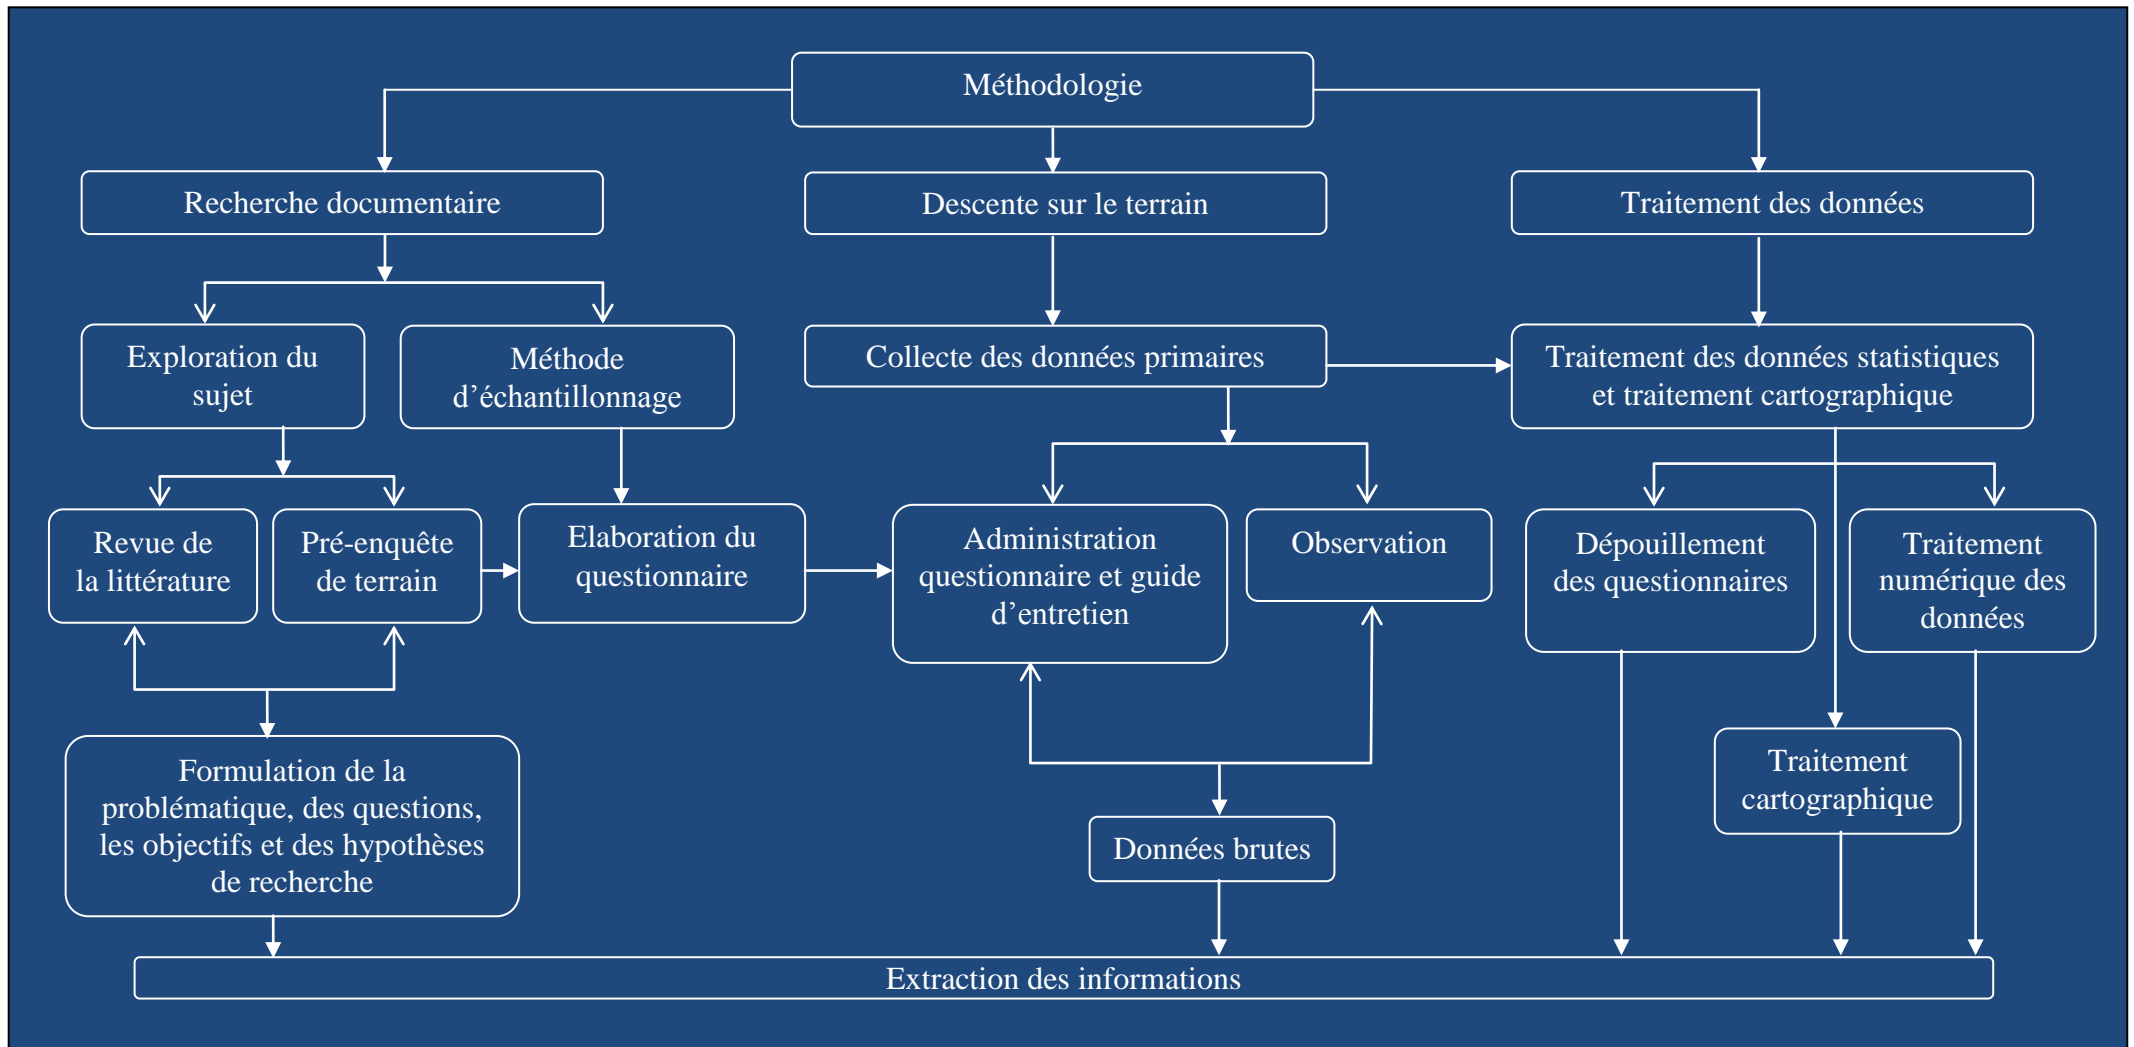 Méthodologie
Recherche documentaire
Descente sur le terrain
Traitement des données
Exploration du
sujet
Méthode
d’échantillonnage
Collecte des données primaires
Traitement des données statistiques
et traitement cartographique
Revue de
la littérature
Pré-enquête
de terrain
Elaboration du
questionnaire
Administration
questionnaire et guide
d’entretien
Observation
Dépouillement
des questionnaires
Traitement
numérique des
données
Formulation de la
problématique, des questions,
les objectifs et des hypothèses
de recherche
Traitement
cartographique
Données brutes
Extraction des informations